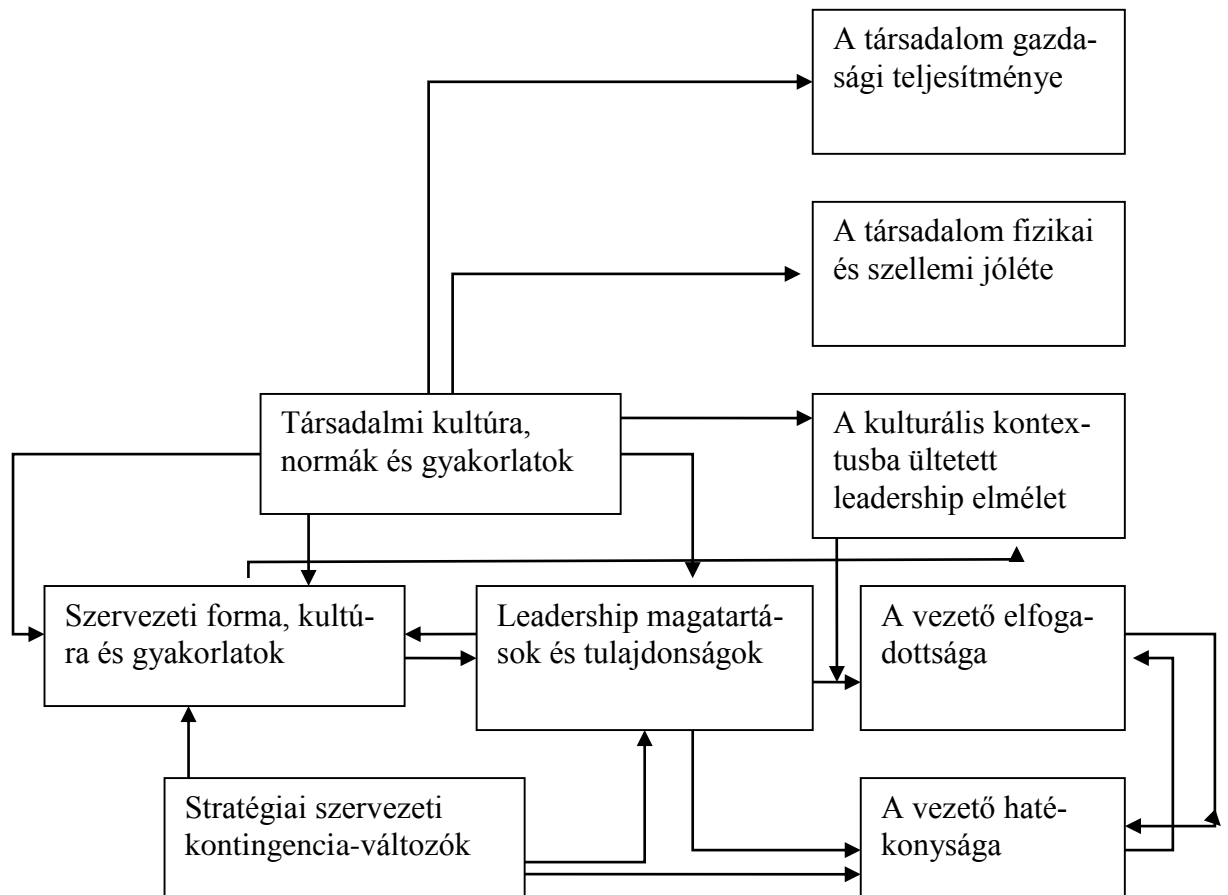 A társadalom gazda-
sági teljesítménye
A társadalom fizikai
és szellemi jóléte
Társadalmi kultúra,
normák és gyakorlatok
A kulturális kontex-
tusba ültetett
leadership elmélet
Szervezeti forma, kultú-
ra és gyakorlatok
Leadership magatartá-
sok és tulajdonságok
A vezető elfoga-
dottsága
Stratégiai szervezeti
kontingencia-változók
A vezető haté-
konysága